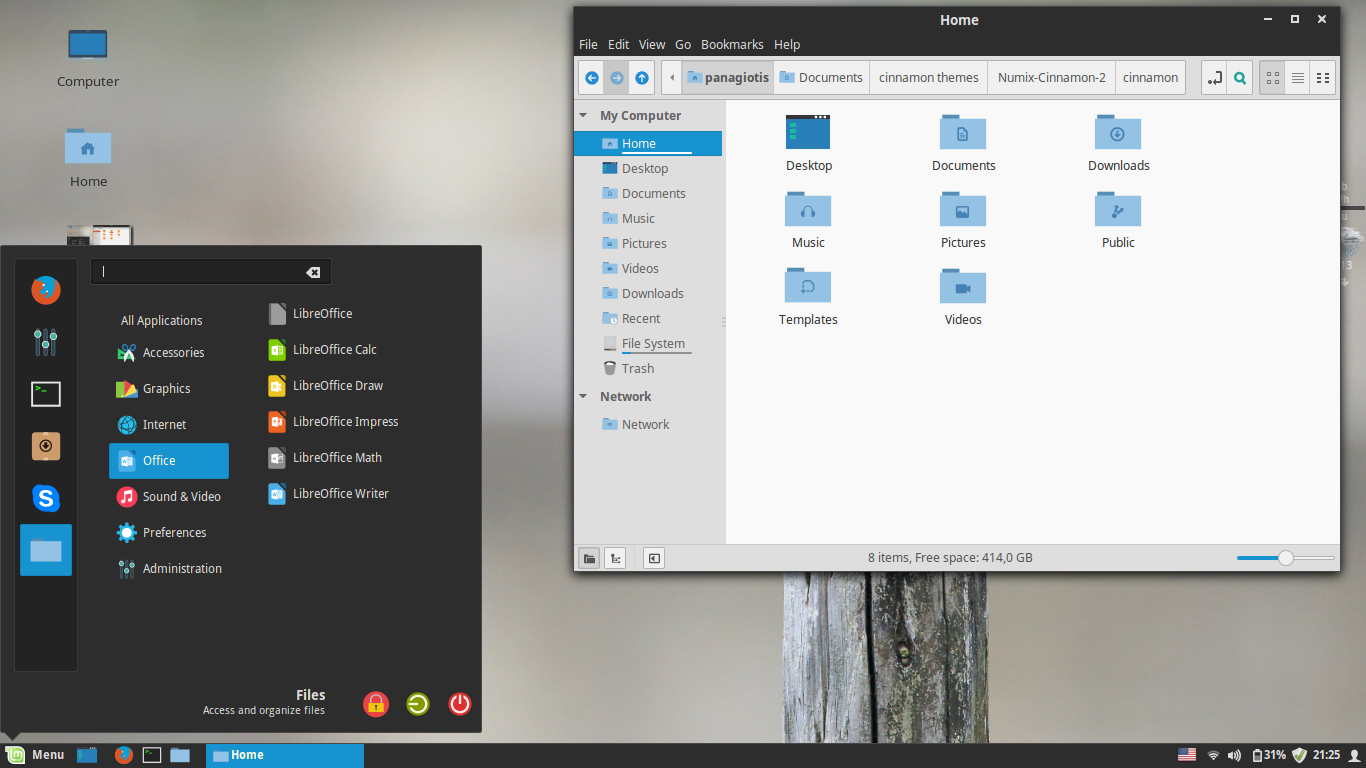 Computer
Home
Home
File Edit View Go Bookmarks Help
panagiotis Documents cinnamon themes Numix-Cinnamon-2 cinnamon
My Computer
Home
Desktop
Documents
Music
Pictures
Videos
Downloads
Recent
File System
Trash
Network
Network
Desktop Documents Downloads
Music Pictures Public
Templates Videos
8 items, Free space: 414,0 GB
All Applications
Accessories
Graphics
Internet
Office
Sound & Video
Preferences
Administration
LibreOffice
LibreOffice Calc
LibreOffice Draw
LibreOffice Impress
LibreOffice Math
LibreOffice Writer
Files
Access and organize files
Menu Home 31% 21:25